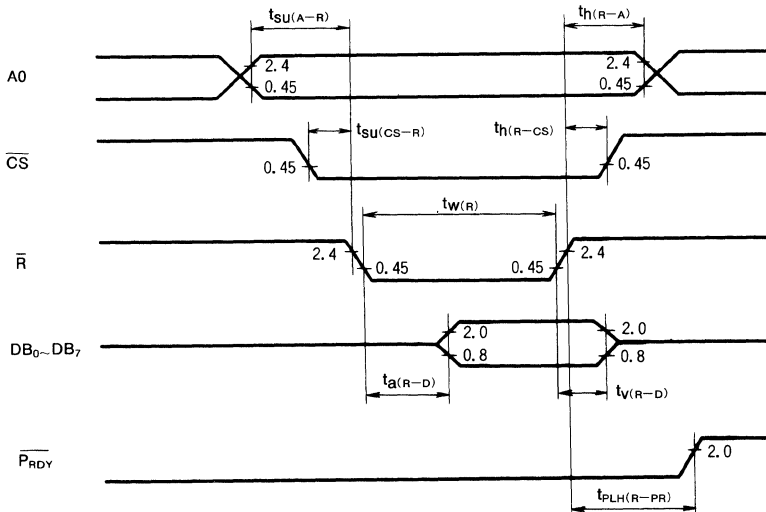 tSU(A−R) th(R−A)
A0 2.4 0.45 2.4 0.45
tSU(CS−R) th(R−CS)
C̅S̅ 0.45 0.45
tW(R)
R̅ 2.4 0.45 0.45 2.4
DB0~DB7 2.0 0.8 2.0 0.8
ta(R−D) tV(R−D)
P̅R̅D̅Y̅ 2.0
tPLH(R−PR)